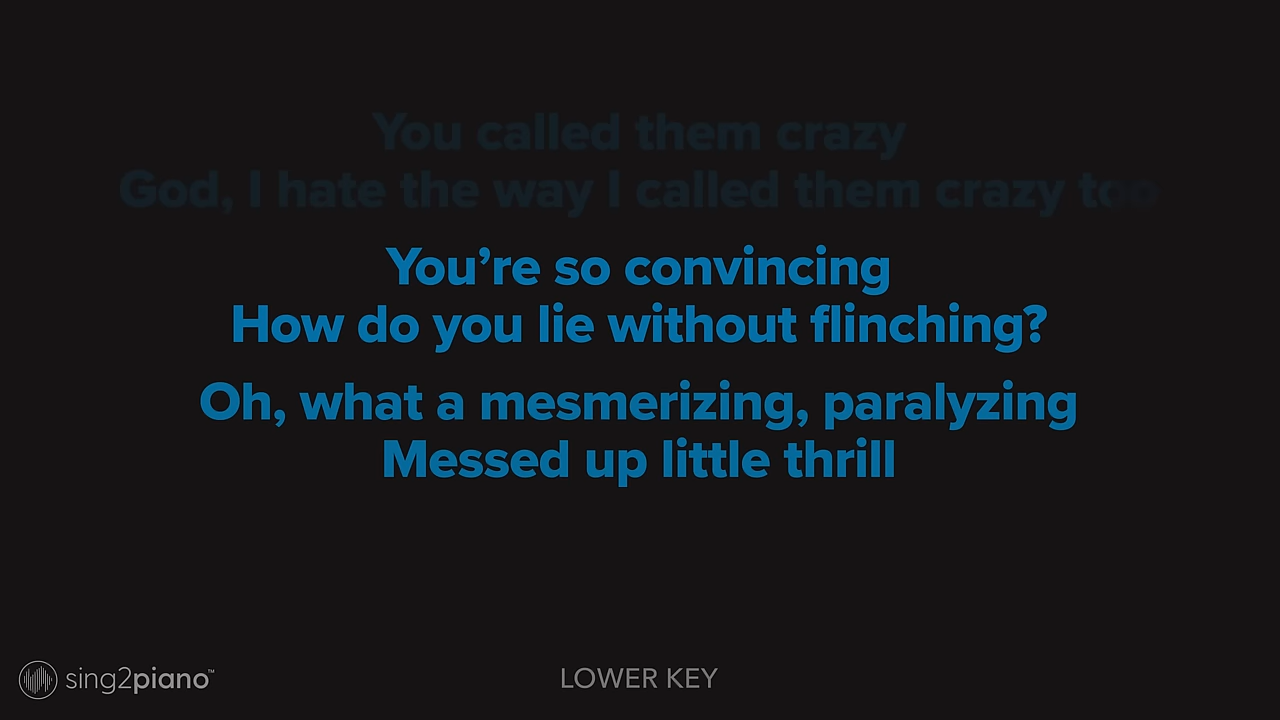 You called them crazy
God, I hate the way I called them crazy too
You’re so convincing
How do you lie without flinching?
Oh, what a mesmerizing, paralyzing
Messed up little thrill
sing2piano™
LOWER KEY